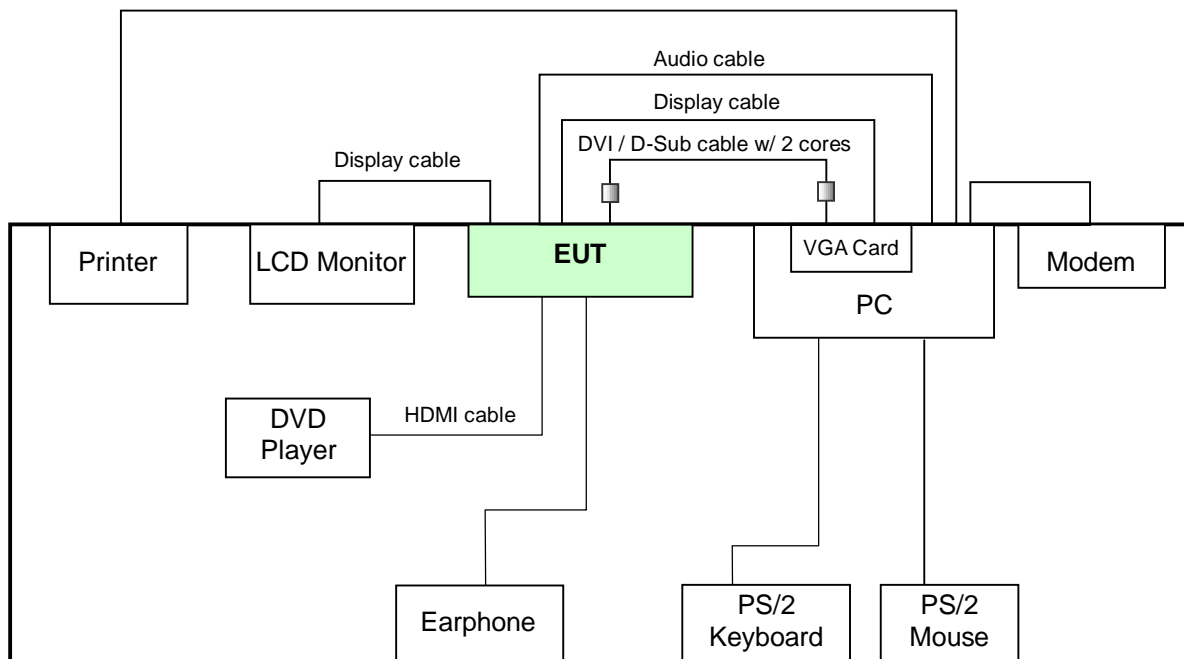 Audio cable
Display cable
DVI / D-Sub cable w/ 2 cores
Display cable
Printer
LCD Monitor
EUT
VGA Card
PC
Modem
DVD
Player
HDMI cable
Earphone
PS/2
Keyboard
PS/2
Mouse